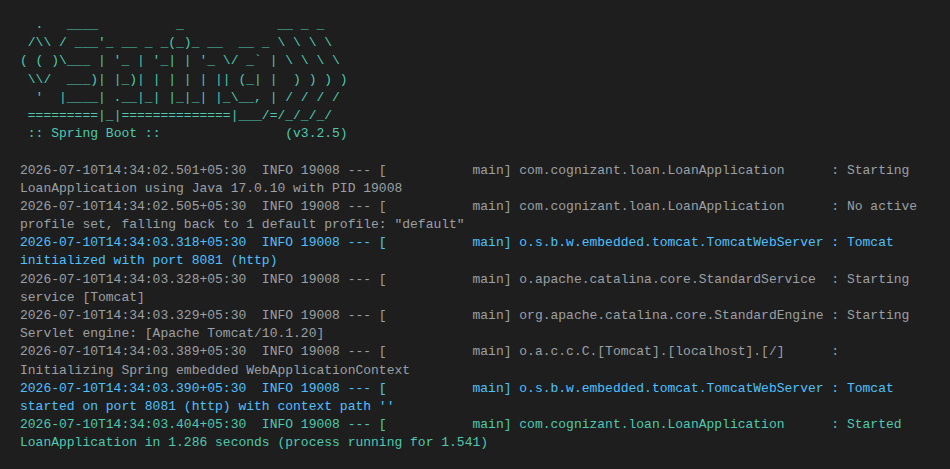 .   ____          _            __ _ _
 /\\ / ___'_ __ _ _(_)_ __  __ _ \ \ \ \
( ( )\___ | '_ | '_| | '_ \/ _` | \ \ \ \
 \\/  ___)| |_)| | | | | || (_| |  ) ) ) )
  '  |____| .__|_| |_|_| |_\__, | / / / /
 =========|_|==============|___/=/_/_/_/
 :: Spring Boot ::                (v3.2.5)

2026-07-10T14:34:02.501+05:30  INFO 19008 --- [           main] com.cognizant.loan.LoanApplication      : Starting
LoanApplication using Java 17.0.10 with PID 19008
2026-07-10T14:34:02.505+05:30  INFO 19008 --- [           main] com.cognizant.loan.LoanApplication      : No active
profile set, falling back to 1 default profile: "default"
2026-07-10T14:34:03.318+05:30  INFO 19008 --- [           main] o.s.b.w.embedded.tomcat.TomcatWebServer : Tomcat
initialized with port 8081 (http)
2026-07-10T14:34:03.328+05:30  INFO 19008 --- [           main] o.apache.catalina.core.StandardService  : Starting
service [Tomcat]
2026-07-10T14:34:03.329+05:30  INFO 19008 --- [           main] org.apache.catalina.core.StandardEngine : Starting
Servlet engine: [Apache Tomcat/10.1.20]
2026-07-10T14:34:03.389+05:30  INFO 19008 --- [           main] o.a.c.c.C.[Tomcat].[localhost].[/]      :
Initializing Spring embedded WebApplicationContext
2026-07-10T14:34:03.390+05:30  INFO 19008 --- [           main] o.s.b.w.embedded.tomcat.TomcatWebServer : Tomcat
started on port 8081 (http) with context path ''
2026-07-10T14:34:03.404+05:30  INFO 19008 --- [           main] com.cognizant.loan.LoanApplication      : Started
LoanApplication in 1.286 seconds (process running for 1.541)